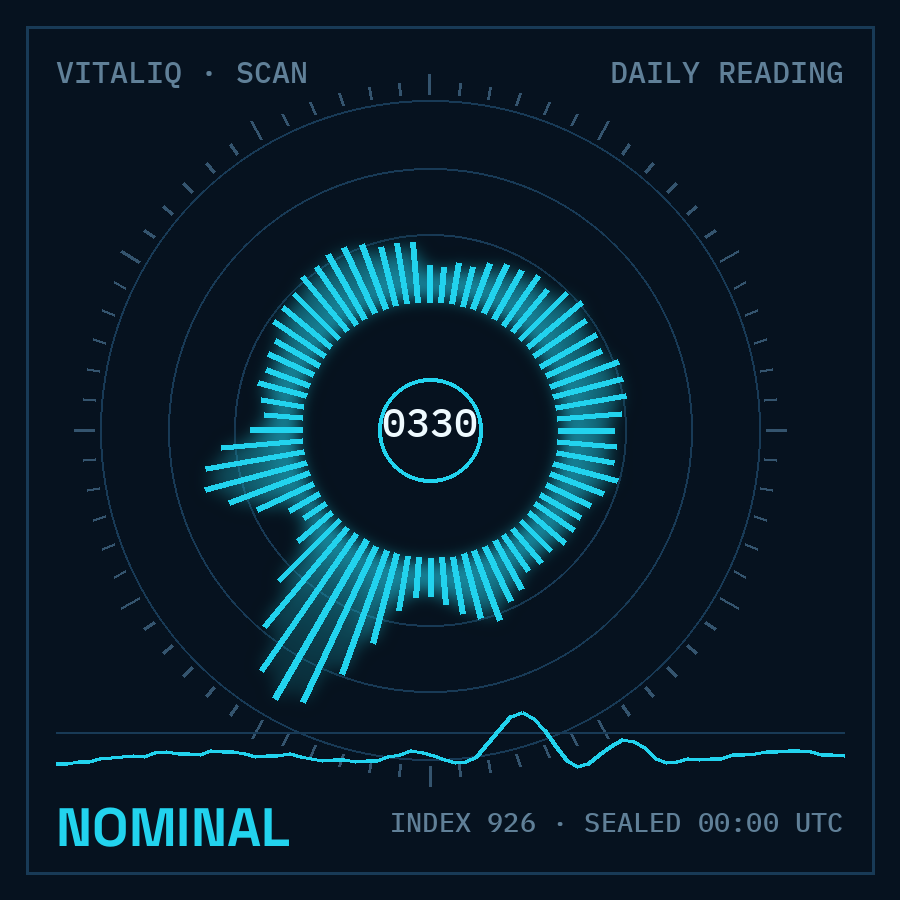 VITALIQ · SCAN
DAILY READING
0330
NOMINAL
INDEX 926 · SEALED 00:00 UTC